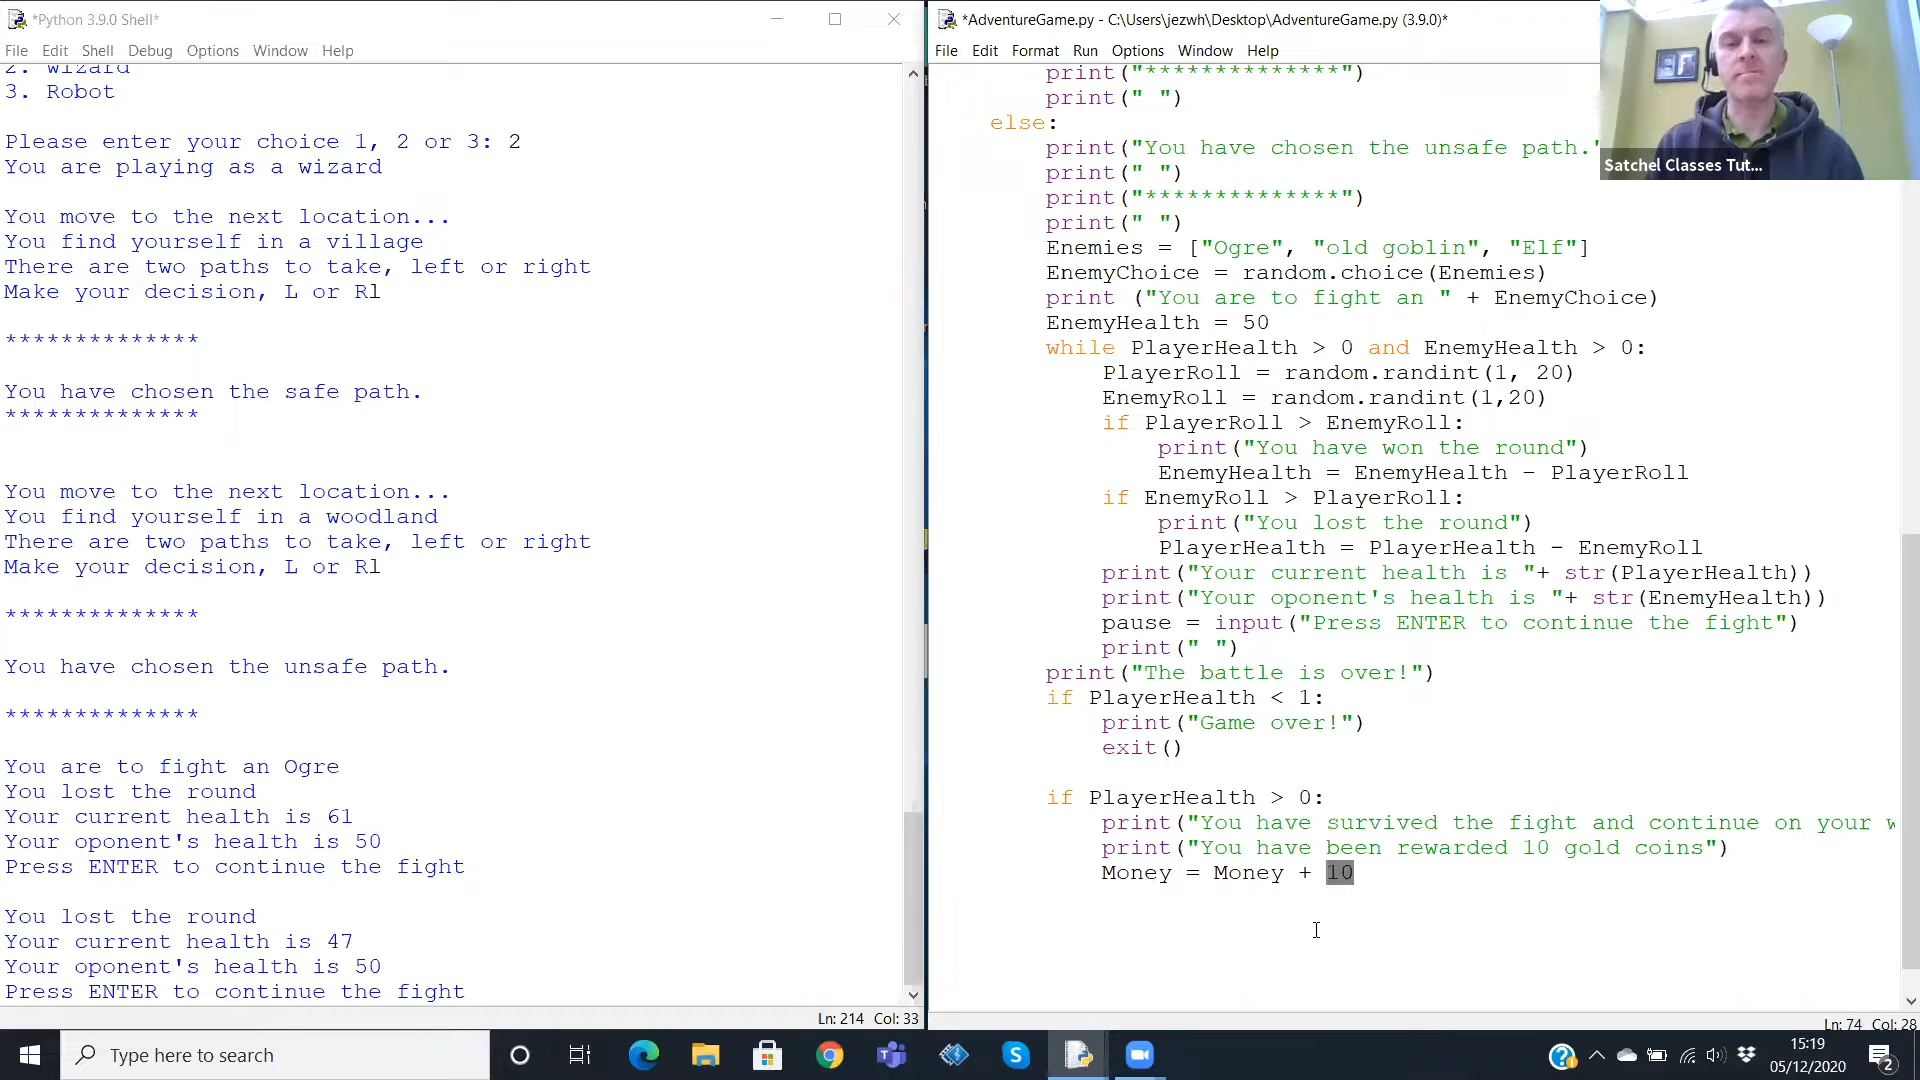 *Python 3.9.0 Shell*
File Edit Shell Debug Options Window Help
2. Wizard
3. Robot
Please enter your choice 1, 2 or 3: 2
You are playing as a wizard
You move to the next location...
You find yourself in a village
There are two paths to take, left or right
Make your decision, L or Rl
**************
You have chosen the safe path.
**************
You move to the next location...
You find yourself in a woodland
There are two paths to take, left or right
Make your decision, L or Rl
**************
You have chosen the unsafe path.
**************
You are to fight an Ogre
You lost the round
Your current health is 61
Your oponent's health is 50
Press ENTER to continue the fight
You lost the round
Your current health is 47
Your oponent's health is 50
Press ENTER to continue the fight
Ln: 214 Col: 33
*AdventureGame.py - C:\Users\jezwh\Desktop\AdventureGame.py (3.9.0)*
File Edit Format Run Options Window Help
print("**************")
print(" ")
else:
print("You have chosen the unsafe path."
print(" ")
print("**************")
print(" ")
Enemies = ["Ogre", "old goblin", "Elf"]
EnemyChoice = random.choice(Enemies)
print ("You are to fight an " + EnemyChoice)
EnemyHealth = 50
while PlayerHealth > 0 and EnemyHealth > 0:
PlayerRoll = random.randint(1, 20)
EnemyRoll = random.randint(1,20)
if PlayerRoll > EnemyRoll:
print("You have won the round")
EnemyHealth = EnemyHealth - PlayerRoll
if EnemyRoll > PlayerRoll:
print("You lost the round")
PlayerHealth = PlayerHealth - EnemyRoll
print("Your current health is "+ str(PlayerHealth))
print("Your oponent's health is "+ str(EnemyHealth))
pause = input("Press ENTER to continue the fight")
print(" ")
print("The battle is over!")
if PlayerHealth < 1:
print("Game over!")
exit()
if PlayerHealth > 0:
print("You have survived the fight and continue on your w
print("You have been rewarded 10 gold coins")
Money = Money + 10
Ln: 74 Col: 28
Satchel Classes Tut...
Type here to search
15:19
05/12/2020
2